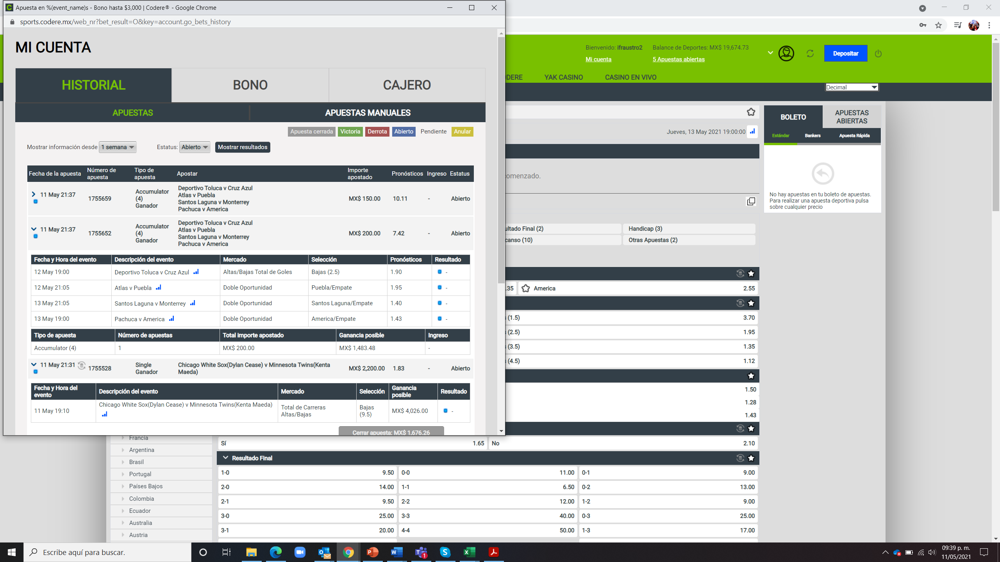 Apuesta en %(event_name)s - Bono hasta $3,000 | Codere® - Google Chrome
sports.codere.mx/web_nr?bet_result=O&key=account.go_bets_history
MI CUENTA
HISTORIAL
BONO
CAJERO
APUESTAS
APUESTAS MANUALES
Apuesta cerrada
Victoria
Derrota
Abierto
Pendiente
Anular
Mostrar información desde
1 semana
Estatus:
Abierto
Mostrar resultados
Fecha de la apuesta
Número de apuesta
Tipo de apuesta
Apostar
Importe apostado
Pronósticos
Ingreso
Estatus
11 May 21:37
1755659
Accumulator (4) Ganador
Deportivo Toluca v Cruz Azul
Atlas v Puebla
Santos Laguna v Monterrey
Pachuca v America
MX$ 150.00
10.11
-
Abierto
11 May 21:37
1755652
Accumulator (4) Ganador
Deportivo Toluca v Cruz Azul
Atlas v Puebla
Santos Laguna v Monterrey
Pachuca v America
MX$ 200.00
7.42
-
Abierto
Fecha y Hora del evento
Descripción del evento
Mercado
Selección
Pronósticos
Resultado
12 May 19:00
Deportivo Toluca v Cruz Azul
Altas/Bajas Total de Goles
Bajas (2.5)
1.90
-
12 May 21:05
Atlas v Puebla
Doble Oportunidad
Puebla/Empate
1.95
-
13 May 21:05
Santos Laguna v Monterrey
Doble Oportunidad
Santos Laguna/Empate
1.40
-
13 May 19:00
Pachuca v America
Doble Oportunidad
America/Empate
1.43
-
Tipo de apuesta
Número de apuestas
Total importe apostado
Ganancia posible
Ingreso
Accumulator (4)
1
MX$ 200.00
MX$ 1,483.48
-
11 May 21:31
1755528
Single Ganador
Chicago White Sox(Dylan Cease) v Minnesota Twins(Kenta Maeda)
MX$ 2,200.00
1.83
-
Abierto
Fecha y Hora del evento
Descripción del evento
Mercado
Selección
Ganancia posible
Resultado
11 May 19:10
Chicago White Sox(Dylan Cease) v Minnesota Twins(Kenta Maeda)
Total de Carreras Altas/Bajas
Bajas (9.5)
MX$ 4,026.00
-
Cerrar apuesta: MX$ 1,676.26
Bienvenido: ifraustro2
Balance de Deportes: MX$ 19,674.73
Mi cuenta
5 Apuestas abiertas
Depositar
DERE
YAK CASINO
CASINO EN VIVO
Decimal
Jueves, 13 May 2021 19:00:00
omenzado.
ultado Final (2)
Handicap (3)
canso (10)
Otras Apuestas (2)
.35
America
2.55
(1.5)
3.70
(2.5)
1.95
(3.5)
1.35
(4.5)
1.12
1.50
1.28
1.43
Sí
1.65
No
2.10
Resultado Final
1-0
9.50
0-0
11.00
0-1
9.00
2-0
14.00
1-1
6.50
0-2
13.00
2-1
9.50
2-2
12.00
1-2
9.00
3-0
25.00
3-3
40.00
0-3
25.00
3-1
20.00
4-4
50.00
1-3
17.00
BOLETO
APUESTAS ABIERTAS
Estándar
Bankers
Apuesta Rápida
No hay apuestas en tu boleto de apuestas.
Para realizar una apuesta deportiva pulsa
sobre cualquier precio
Francia
Argentina
Brasil
Portugal
Países Bajos
Colombia
Ecuador
Australia
Austria
Escribe aquí para buscar.
1
09:39 p. m.
11/05/2021